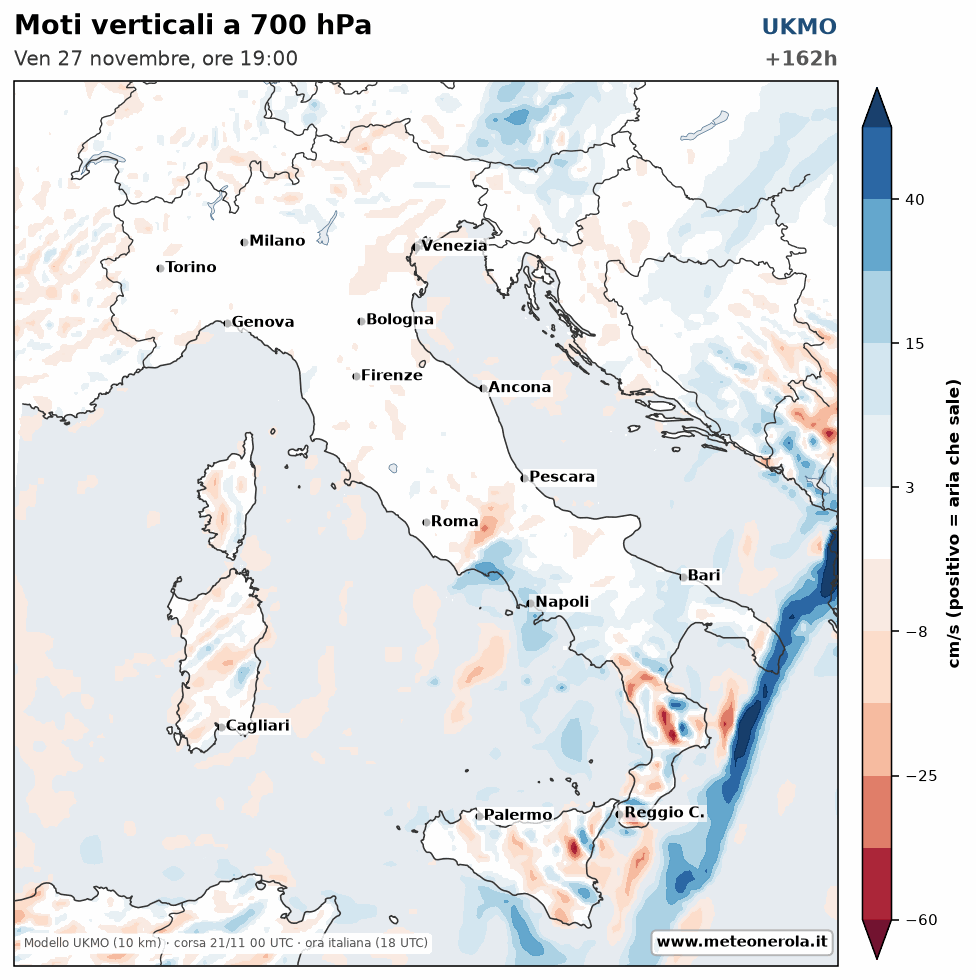 Moti verticali a 700 hPa
UKMO
Ven 27 novembre, ore 19:00
+162h
Milano
Venezia
Torino
Genova
Bologna
Firenze
Ancona
Pescara
Roma
Bari
Napoli
Cagliari
Palermo
Reggio C.
40
15
3
−8
−25
−60
cm/s (positivo = aria che sale)
Modello UKMO (10 km) · corsa 21/11 00 UTC · ora italiana (18 UTC)
www.meteonerola.it